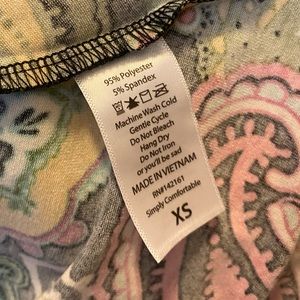 95% Polyester
5% Spandex
Machine Wash Cold
Gentle Cycle
Do Not Bleach
Hang Dry
Do Not Iron
or you'll be sad
MADE IN VIETNAM
RN#142161
Simply Comfortable
XS